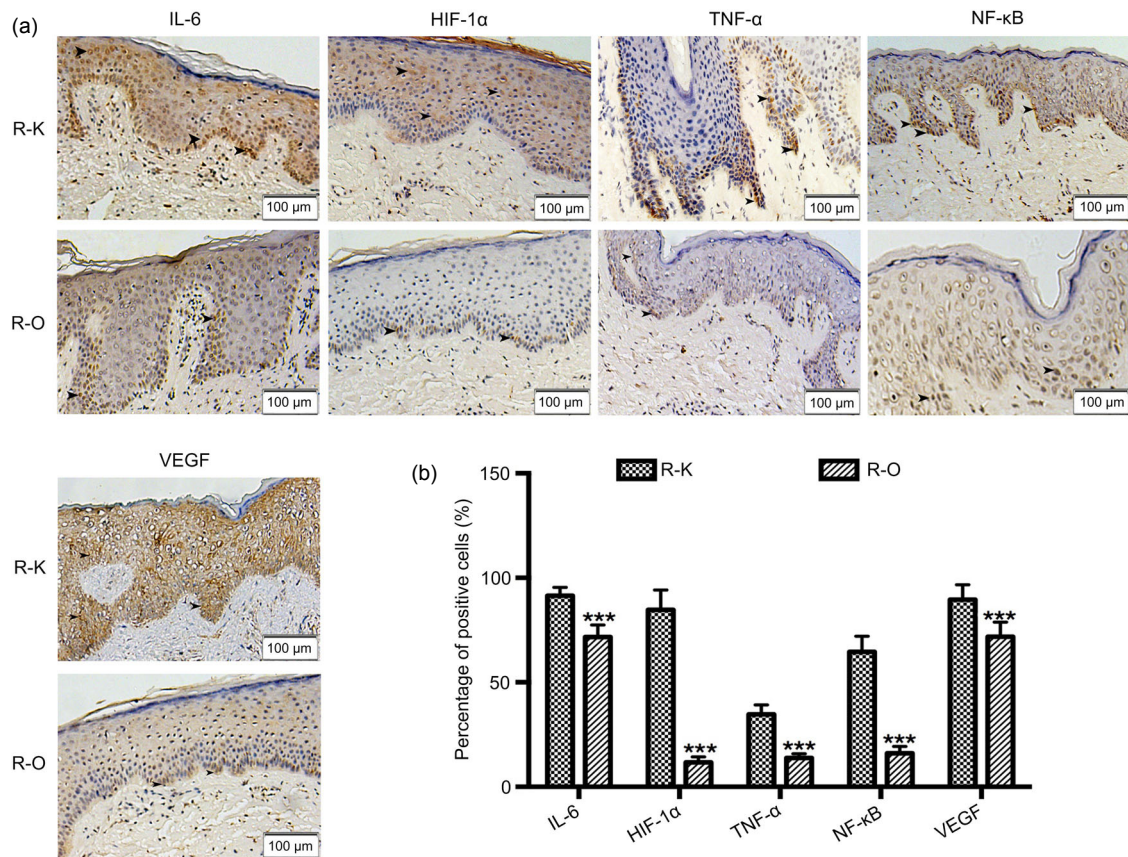 (a)
IL-6 HIF-1α TNF-α NF-κB
R-K
100 μm 100 μm 100 μm 100 μm
R-O
100 μm 100 μm 100 μm 100 μm
VEGF
R-K
100 μm
R-O
100 μm
(b)
R-K R-O
Percentage of positive cells (%)
150
100
50
0
*** *** *** *** ***
IL-6 HIF-1α TNF-α NF-κB VEGF